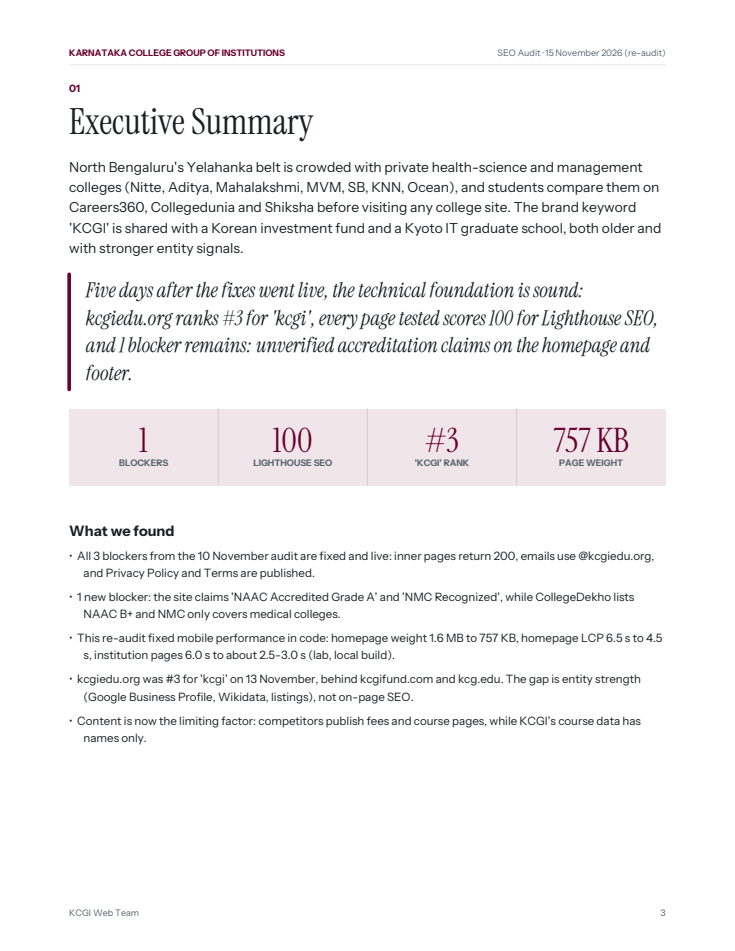 KARNATAKA COLLEGE GROUP OF INSTITUTIONS
SEO Audit · 15 November 2026 (re-audit)
01
Executive Summary
North Bengaluru's Yelahanka belt is crowded with private health-science and management
colleges (Nitte, Aditya, Mahalakshmi, MVM, SB, KNN, Ocean), and students compare them on
Careers360, Collegedunia and Shiksha before visiting any college site. The brand keyword
'KCGI' is shared with a Korean investment fund and a Kyoto IT graduate school, both older and
with stronger entity signals.
Five days after the fixes went live, the technical foundation is sound:
kcgiedu.org ranks #3 for 'kcgi', every page tested scores 100 for Lighthouse SEO,
and 1 blocker remains: unverified accreditation claims on the homepage and
footer.
1
BLOCKERS
100
LIGHTHOUSE SEO
#3
'KCGI' RANK
757 KB
PAGE WEIGHT
What we found
• All 3 blockers from the 10 November audit are fixed and live: inner pages return 200, emails use @kcgiedu.org,
and Privacy Policy and Terms are published.
• 1 new blocker: the site claims 'NAAC Accredited Grade A' and 'NMC Recognized', while CollegeDekho lists
NAAC B+ and NMC only covers medical colleges.
• This re-audit fixed mobile performance in code: homepage weight 1.6 MB to 757 KB, homepage LCP 6.5 s to 4.5
s, institution pages 6.0 s to about 2.5-3.0 s (lab, local build).
• kcgiedu.org was #3 for 'kcgi' on 13 November, behind kcgifund.com and kcg.edu. The gap is entity strength
(Google Business Profile, Wikidata, listings), not on-page SEO.
• Content is now the limiting factor: competitors publish fees and course pages, while KCGI's course data has
names only.
KCGI Web Team
3